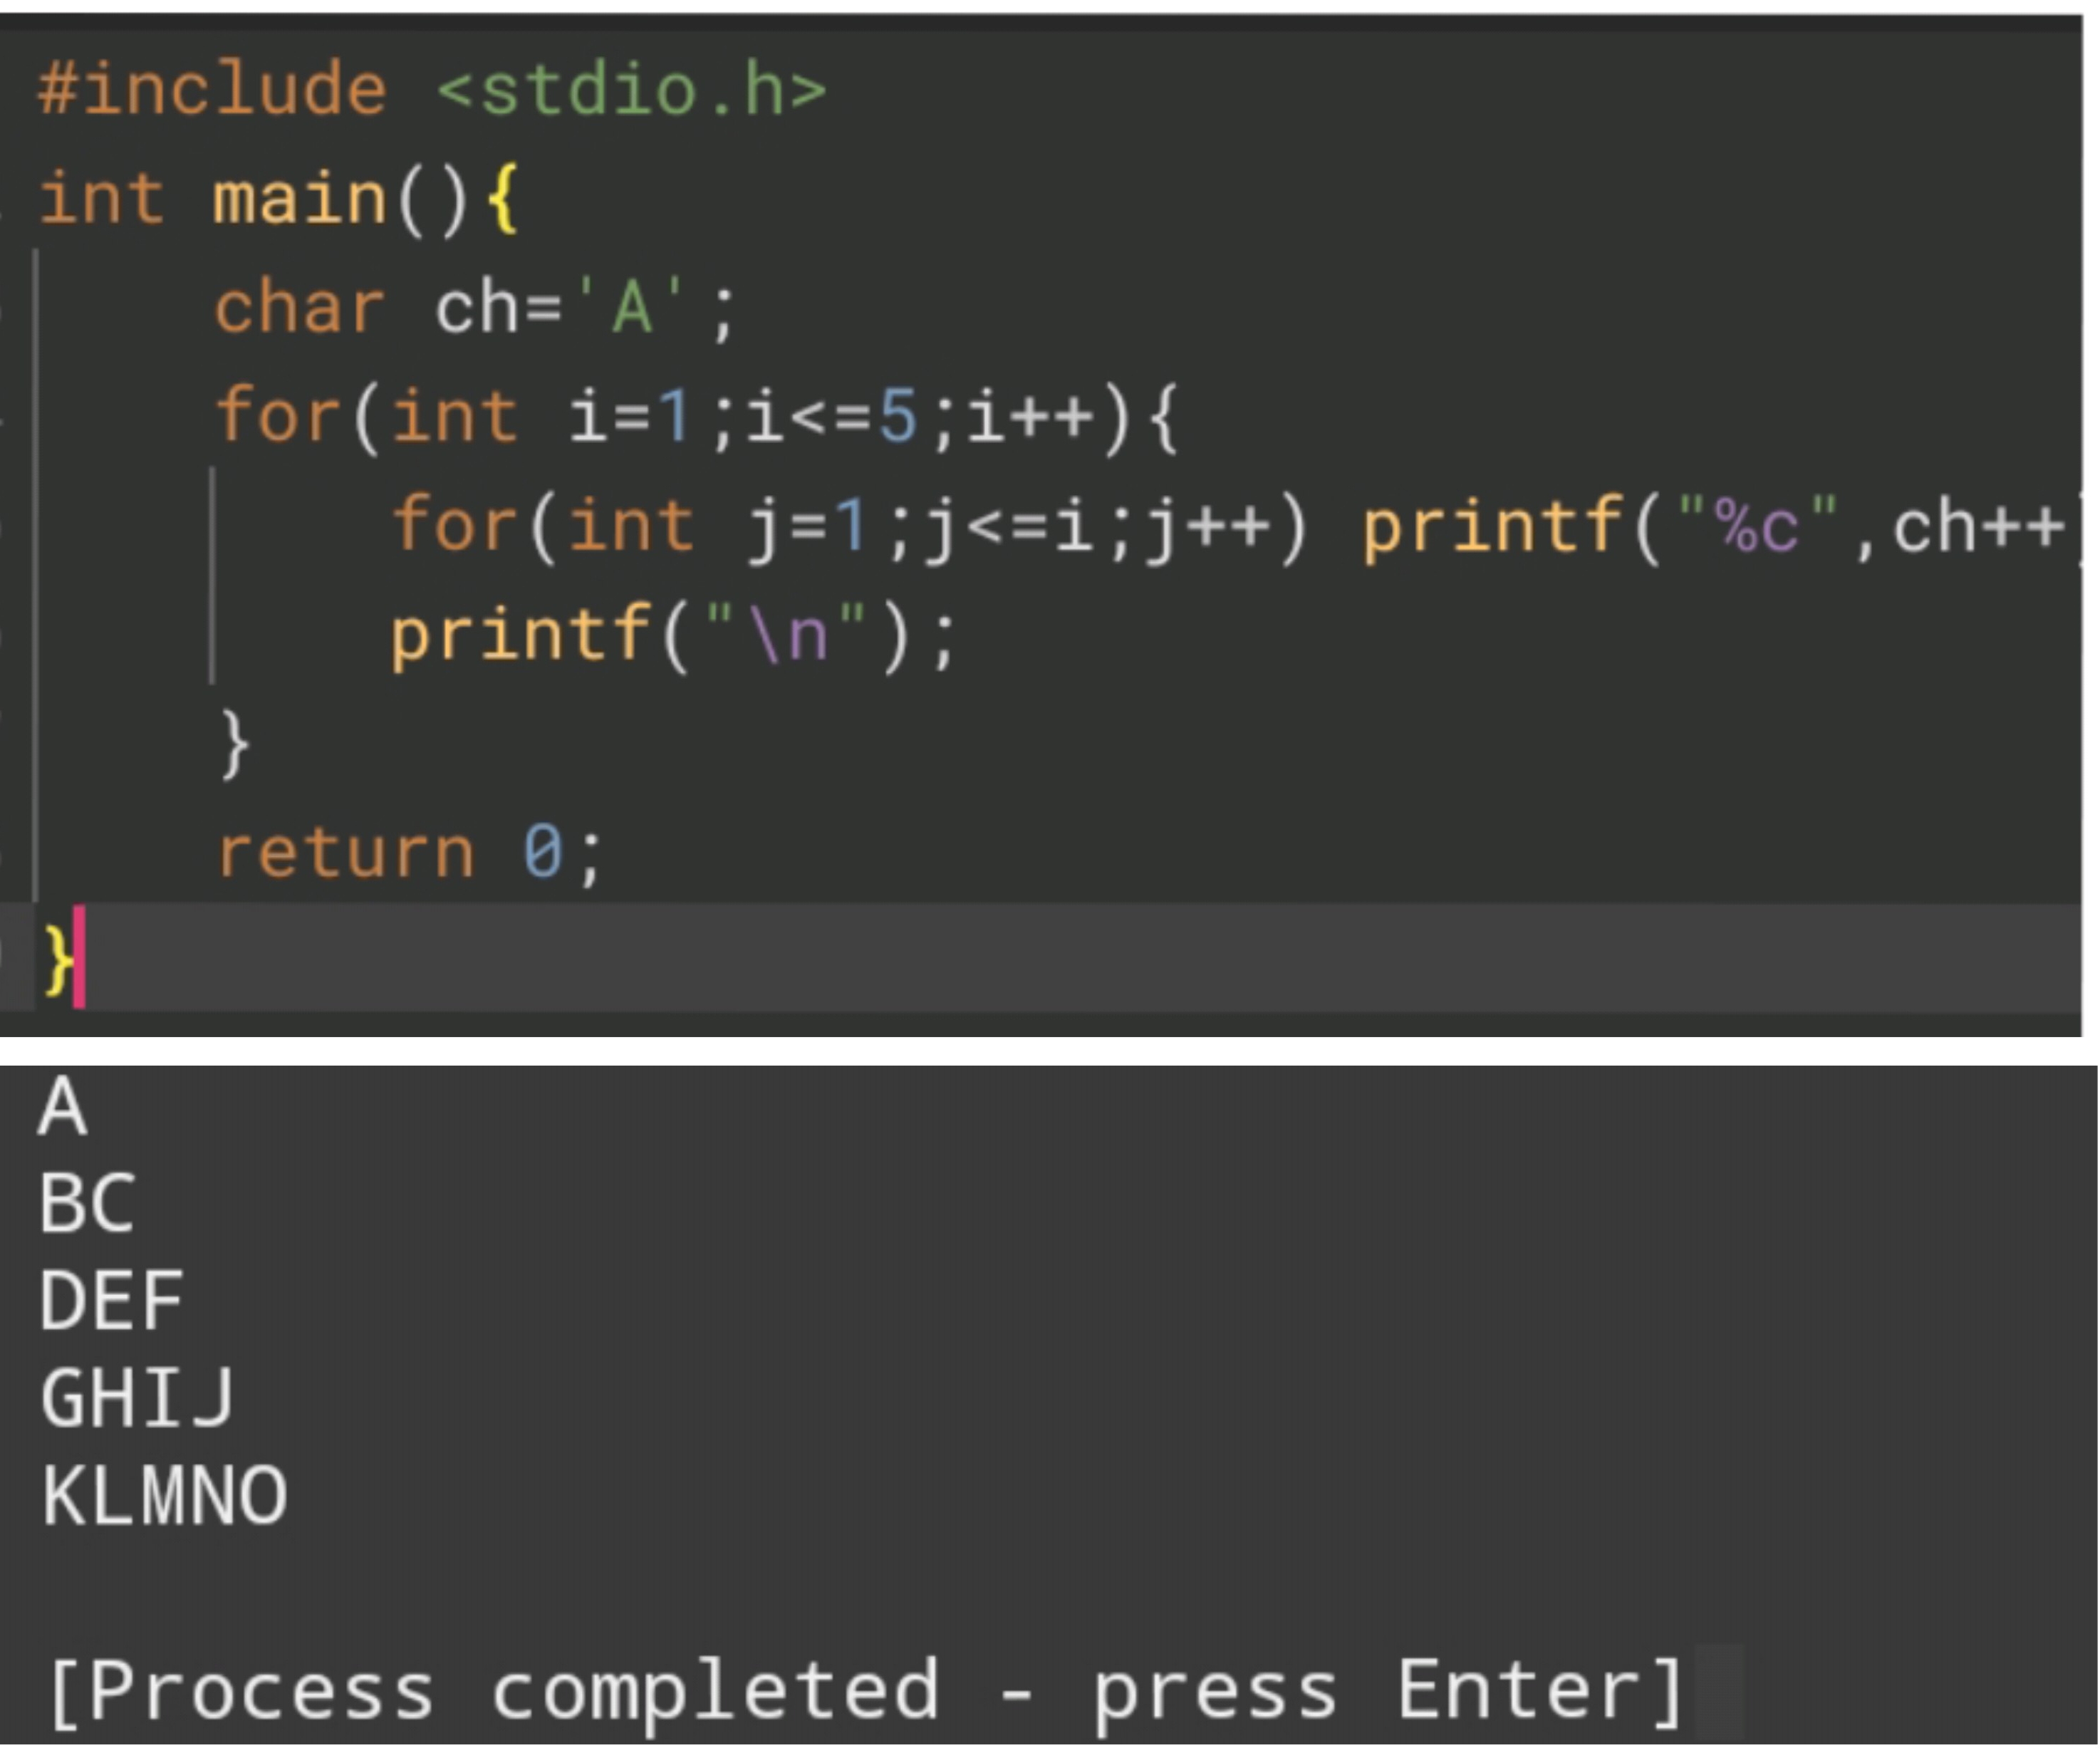 #include <stdio.h>
int main(){
char ch='A';
for(int i=1;i<=5;i++){
for(int j=1;j<=i;j++) printf("%c",ch++
printf("\n");
}
return 0;
}
A
BC
DEF
GHIJ
KLMNO
[Process completed - press Enter]